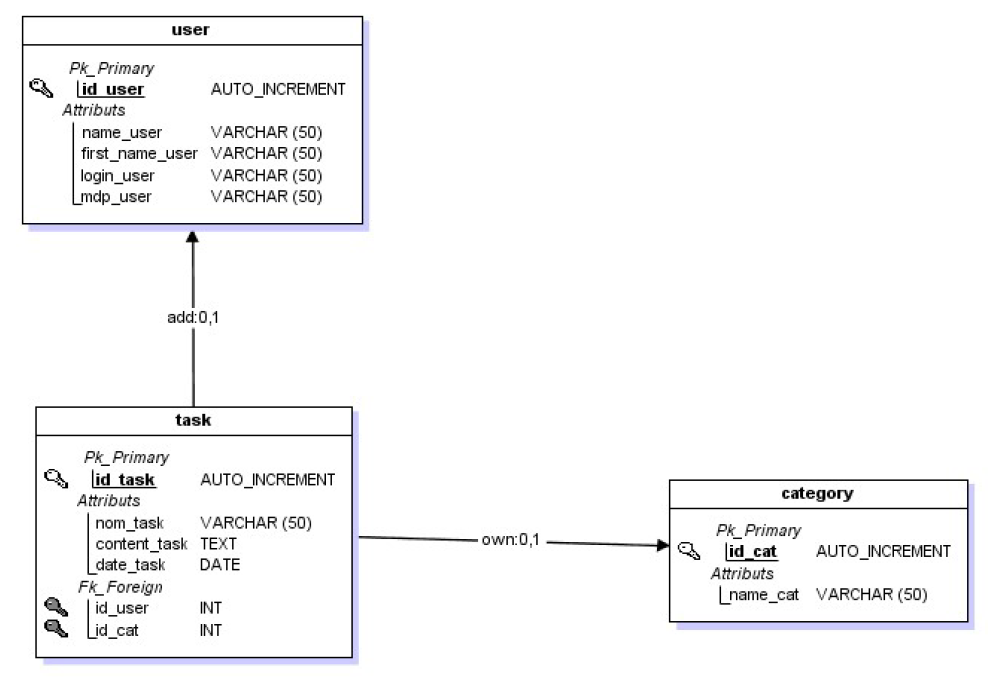 user
Pk_Primary
id_user AUTO_INCREMENT
Attributs
name_user VARCHAR (50)
first_name_user VARCHAR (50)
login_user VARCHAR (50)
mdp_user VARCHAR (50)
add:0,1
task
Pk_Primary
id_task AUTO_INCREMENT
Attributs
nom_task VARCHAR (50)
content_task TEXT
date_task DATE
Fk_Foreign
id_user INT
id_cat INT
own:0,1
category
Pk_Primary
id_cat AUTO_INCREMENT
Attributs
name_cat VARCHAR (50)